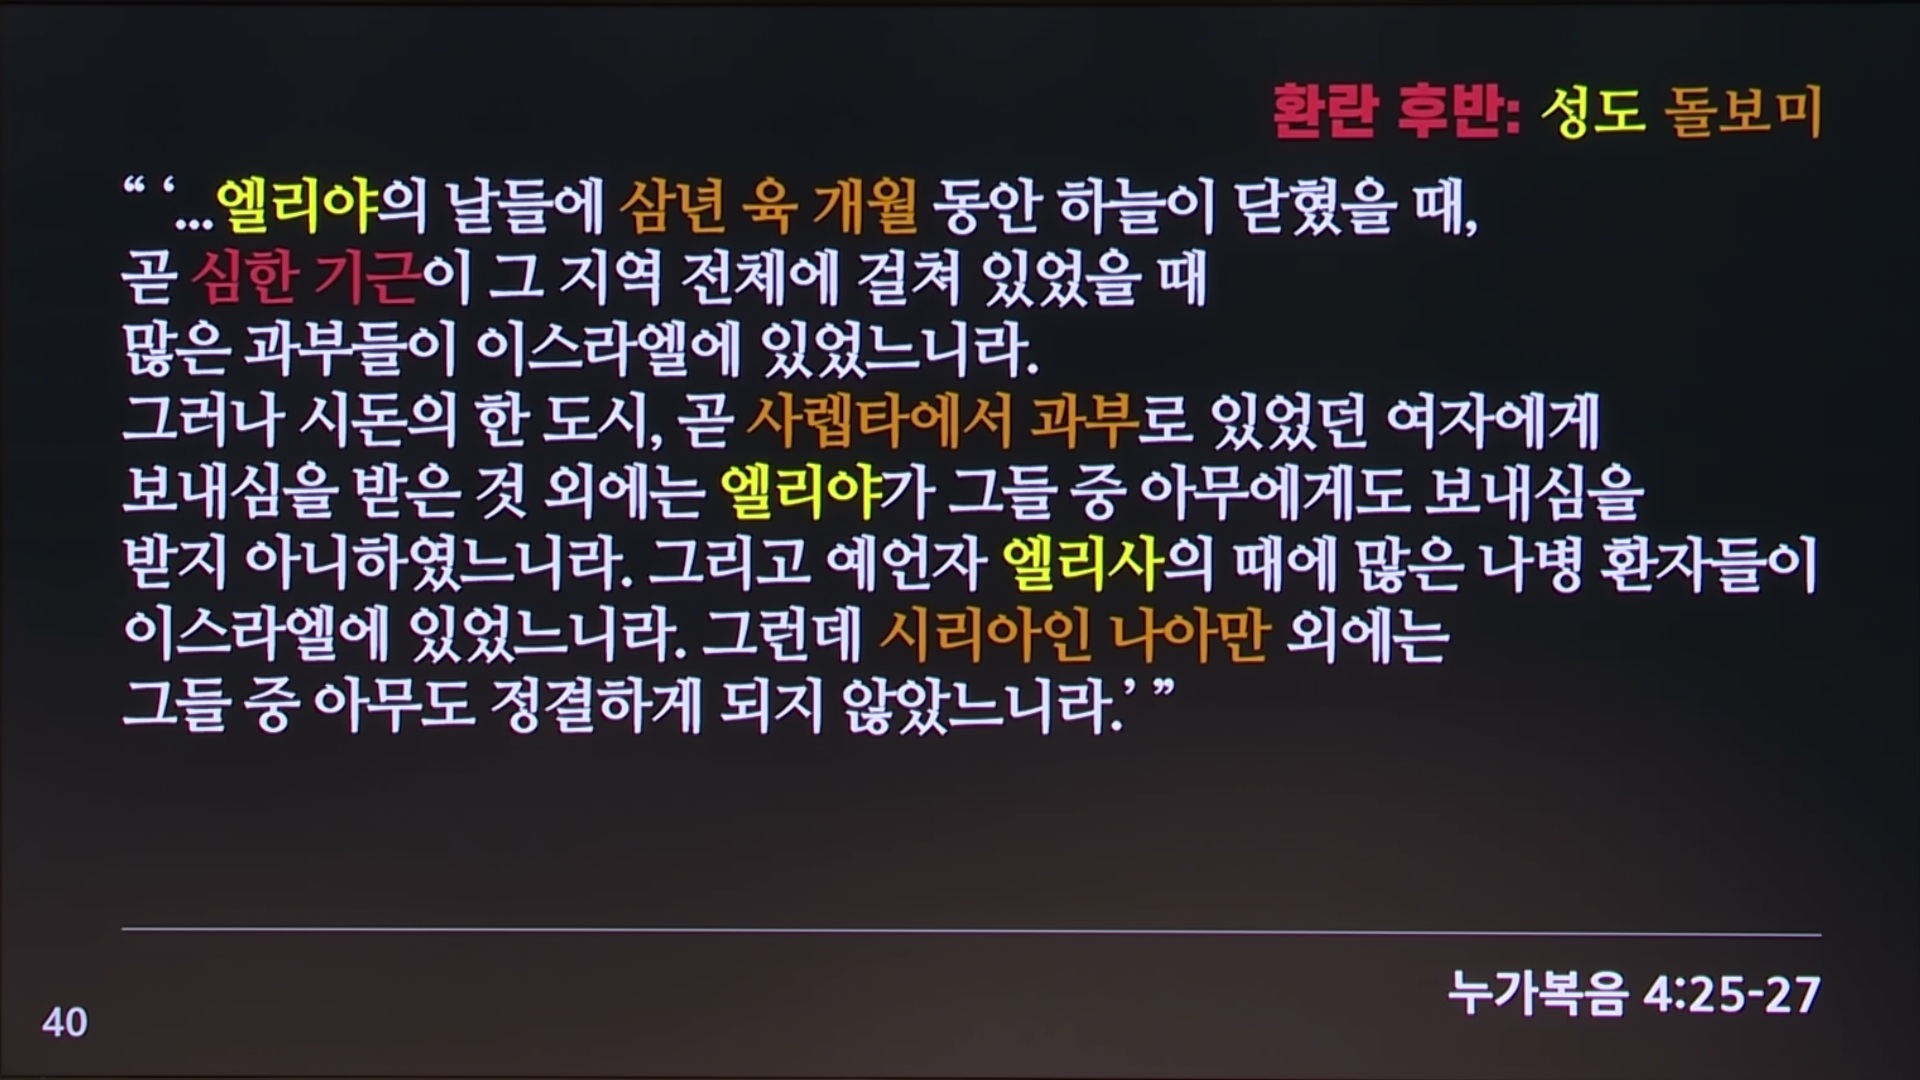 환란 후반: 성도 돌보미
“ ‘...엘리야의 날들에 삼년 육 개월 동안 하늘이 닫혔을 때,
곧 심한 기근이 그 지역 전체에 걸쳐 있었을 때
많은 과부들이 이스라엘에 있었느니라.
그러나 시돈의 한 도시, 곧 사렙타에서 과부로 있었던 여자에게
보내심을 받은 것 외에는 엘리야가 그들 중 아무에게도 보내심을
받지 아니하였느니라. 그리고 예언자 엘리사의 때에 많은 나병 환자들이
이스라엘에 있었느니라. 그런데 시리아인 나아만 외에는
그들 중 아무도 정결하게 되지 않았느니라.’ ”
누가복음 4:25-27
40